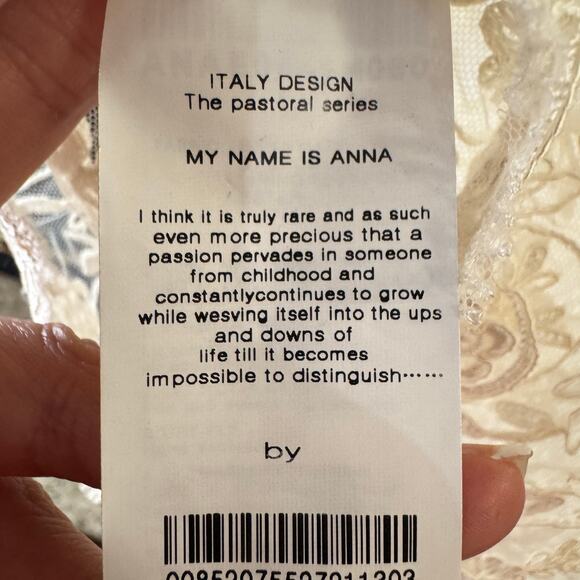 ITALY DESIGN
The pastoral series
MY NAME IS ANNA
I think it is truly rare and as such
even more precious that a
passion pervades in someone
from childhood and
constantlycontinues to grow
while wesving itself into the ups
and downs of
life till it becomes
impossible to distinguish······
by